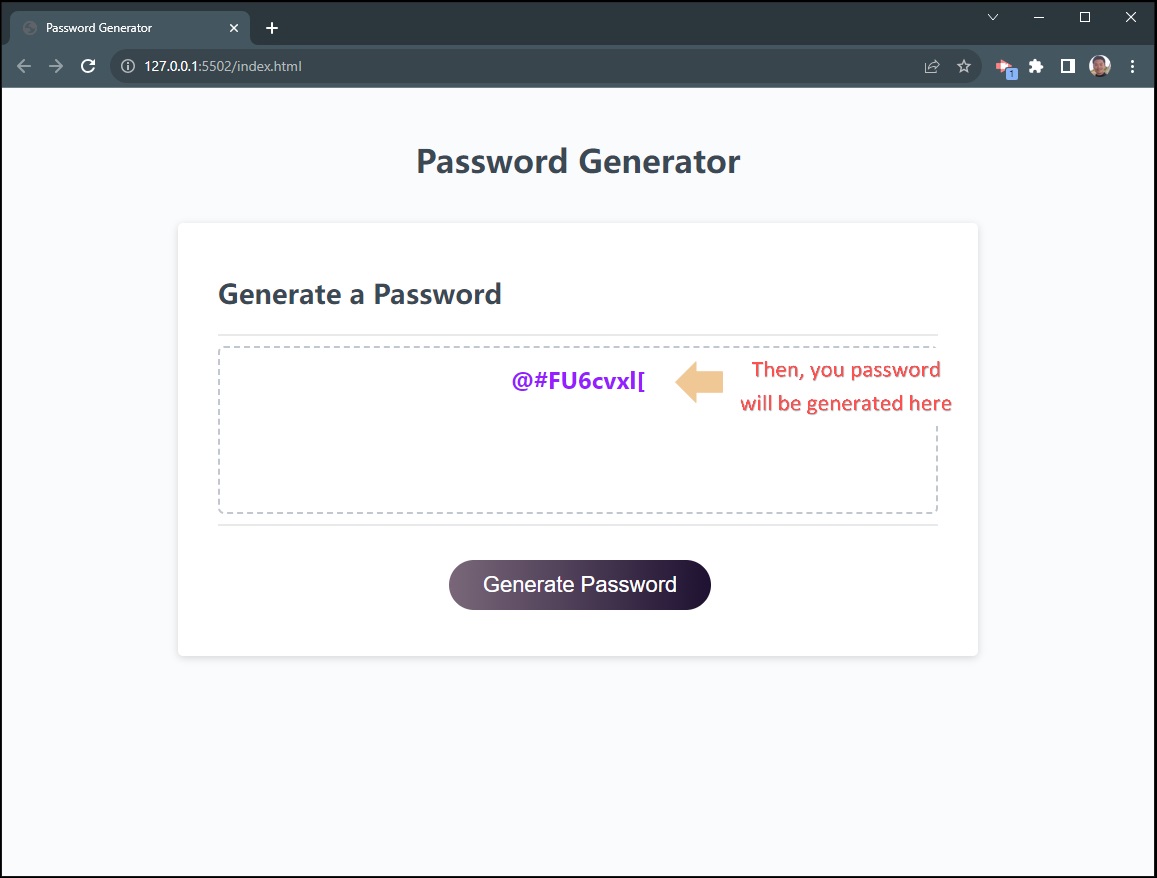 Password Generator
127.0.0.1:5502/index.html
1
Password Generator
Generate a Password
@#FU6cvxl[
Then, you password
will be generated here
Generate Password